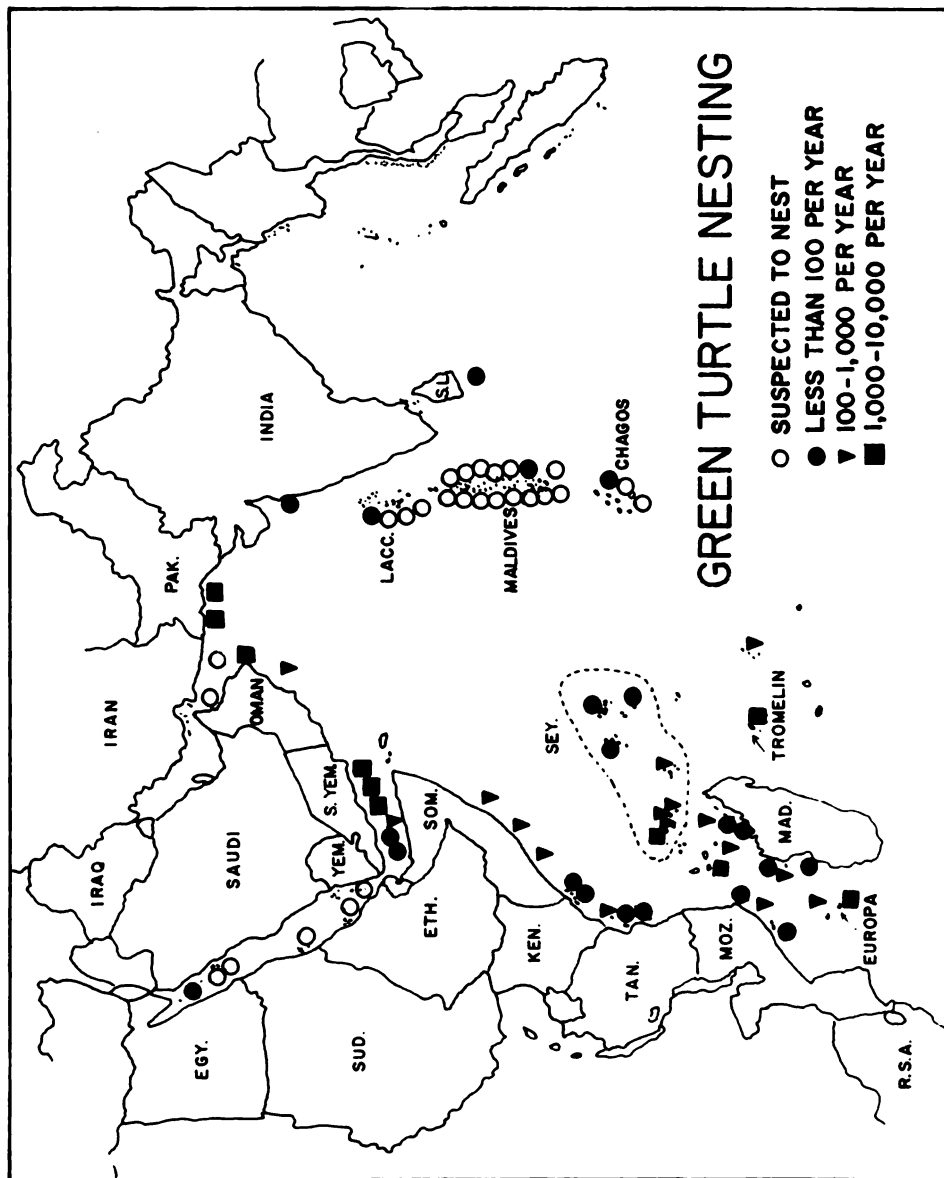 GREEN TURTLE NESTING
SUSPECTED TO NEST
LESS THAN 100 PER YEAR
100-1,000 PER YEAR
1,000-10,000 PER YEAR
IRAQ
IRAN
PAK.
INDIA
SAUDI
EGY.
OMAN
S. YEM.
YEM.
SUD.
ETH.
SOM.
LACC.
S.L.
MALDIVES
CHAGOS
KEN.
SEY.
TAN.
MOZ.
MAD.
TROMELIN
EUROPA
R.S.A.